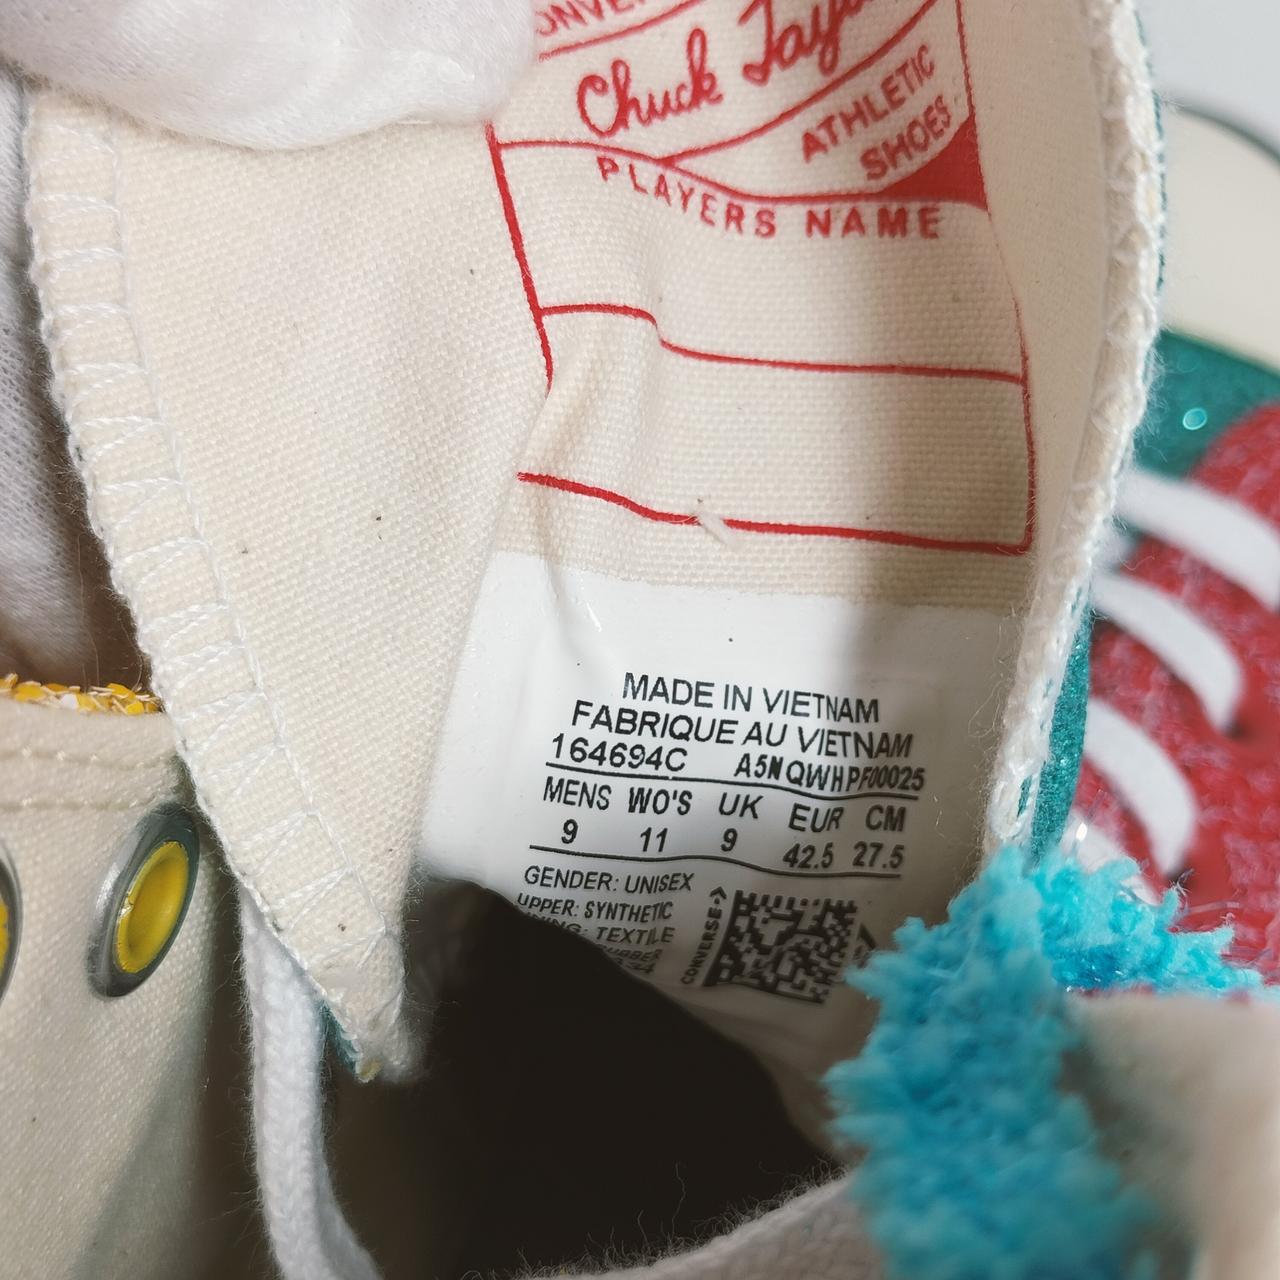 Chuck
ATHLETIC
SHOES
PLAYERS NAME
MADE IN VIETNAM
FABRIQUE AU VIETNAM
164694C A5NQWHPF00025
MENS WO'S UK EUR CM
9 11 9 42.5 27.5
GENDER: UNISEX
UPPER: SYNTHETIC
TEXTILE
CONVERSE